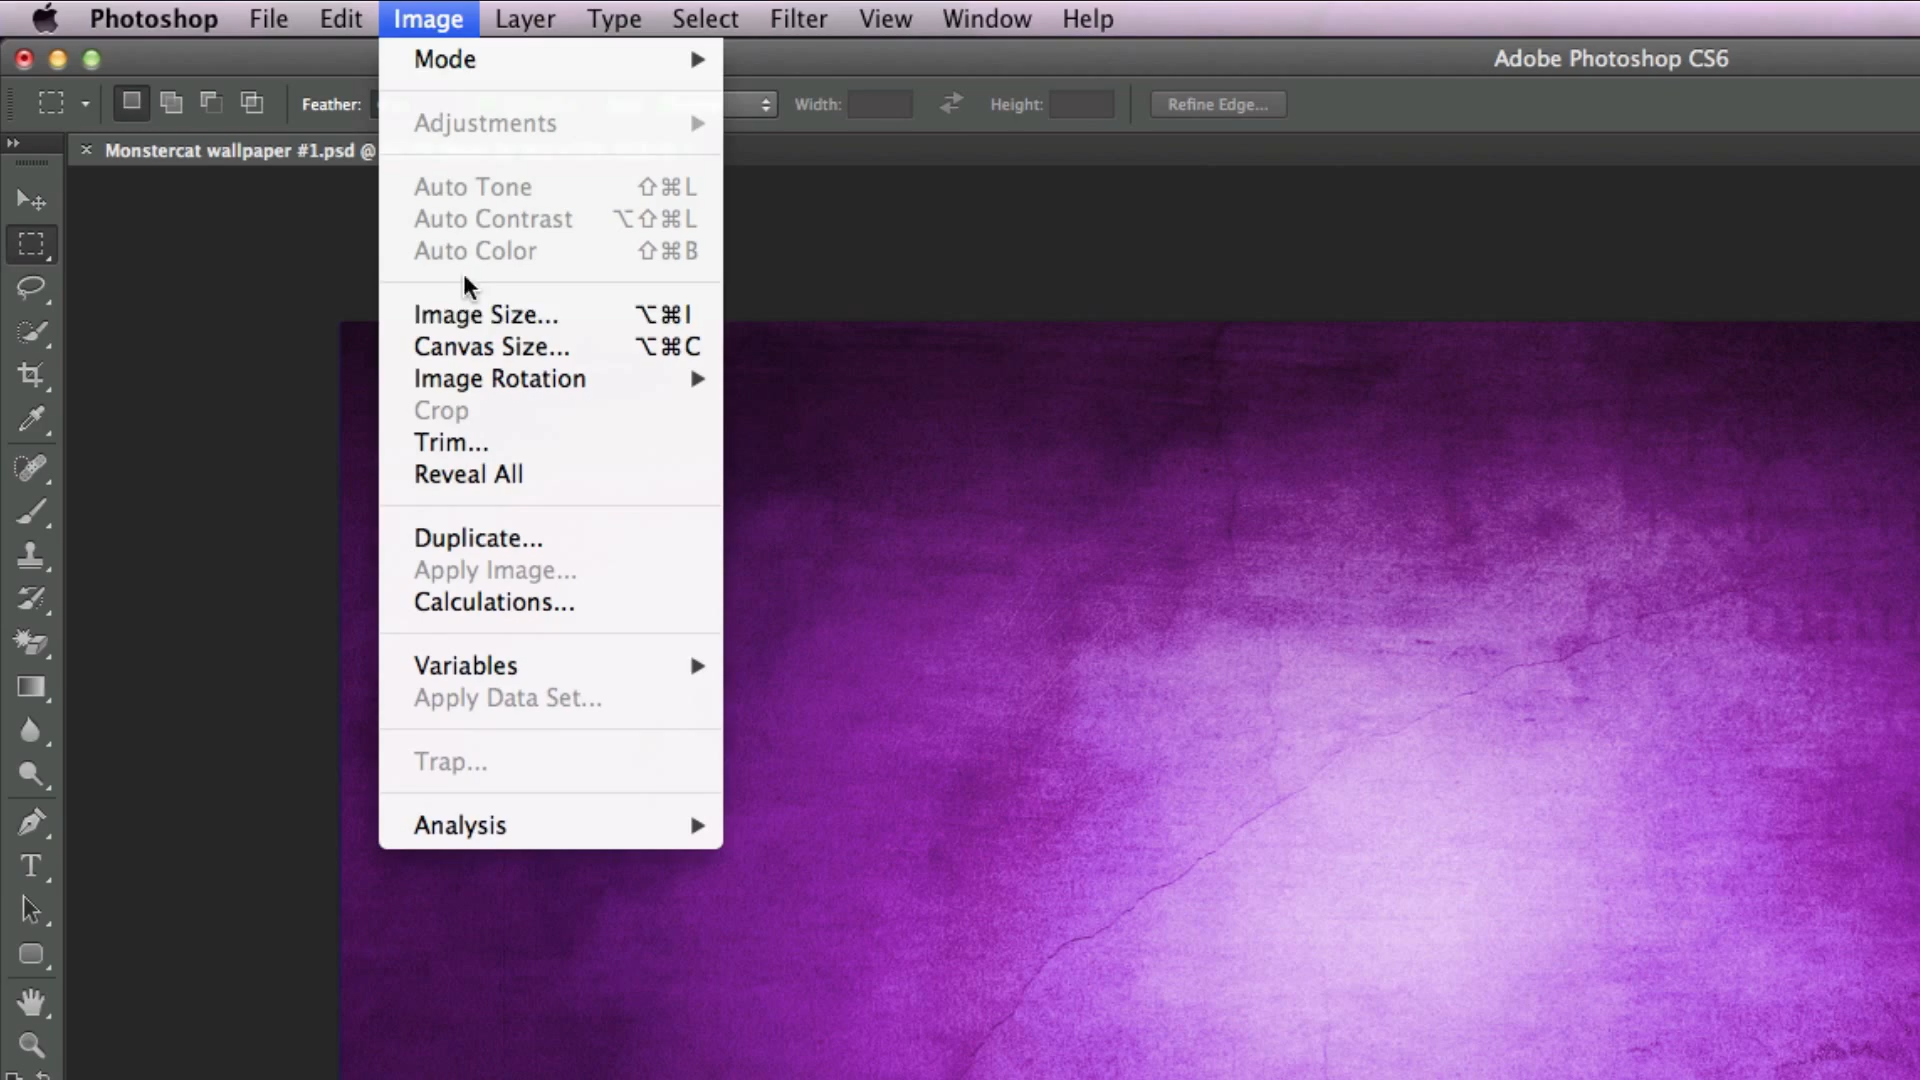 Photoshop File Edit Image Layer Type Select Filter View Window Help
Adobe Photoshop CS6
Feather: Width: Height: Refine Edge...
Monstercat wallpaper #1.psd @
Mode
Adjustments
Auto Tone ⇧⌘L
Auto Contrast ⌥⇧⌘L
Auto Color ⇧⌘B
Image Size... ⌥⌘I
Canvas Size... ⌥⌘C
Image Rotation
Crop
Trim...
Reveal All
Duplicate...
Apply Image...
Calculations...
Variables
Apply Data Set...
Trap...
Analysis